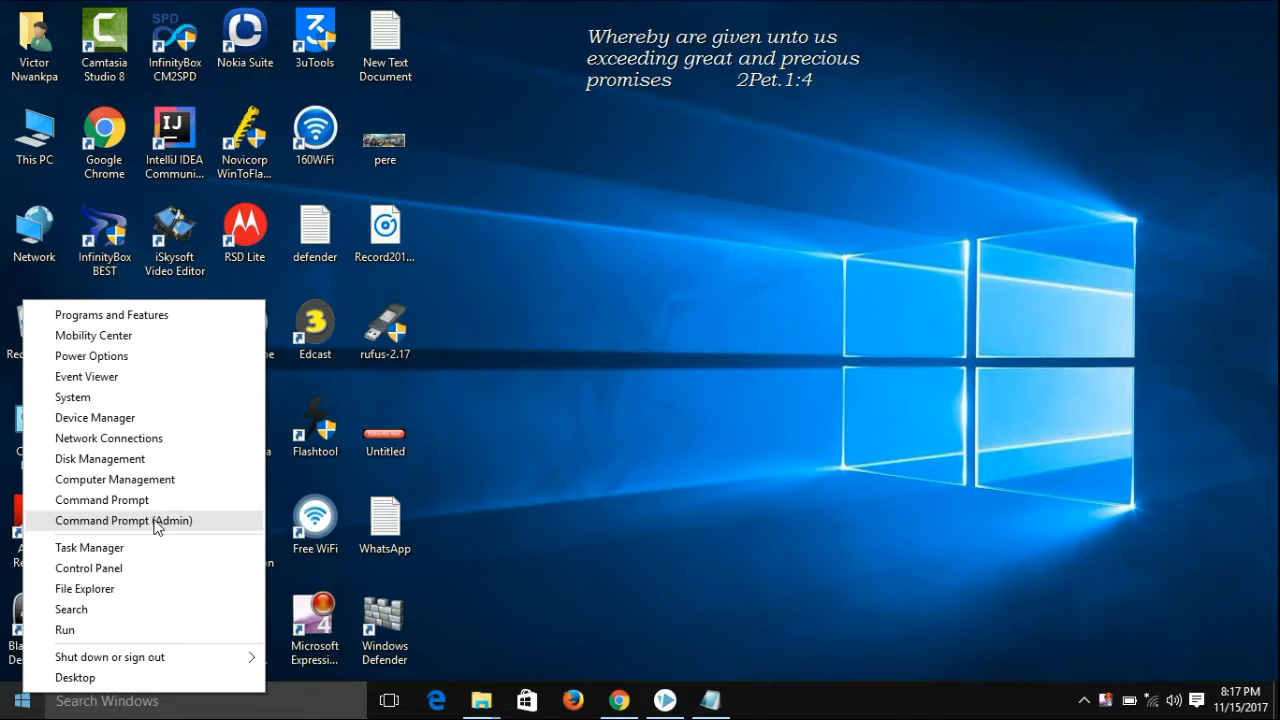 Whereby are given unto us
exceeding great and precious
promises 2Pet.1:4
Victor
Nwankpa
Camtasia
Studio 8
SPD
InfinityBox
CM2SPD
Nokia Suite
3uTools
New Text
Document
This PC
Google
Chrome
IJ
IntelliJ IDEA
Communi...
Novicorp
WinToFla...
160WiFi
pere
Network
InfinityBox
BEST
iSkysoft
Video Editor
RSD Lite
defender
Record201...
3
Edcast
rufus-2.17
Flashtool
Untitled
Free WiFi
WhatsApp
4
Microsoft
Expressi...
Windows
Defender
Programs and Features
Mobility Center
Power Options
Event Viewer
System
Device Manager
Network Connections
Disk Management
Computer Management
Command Prompt
Command Prompt (Admin)
Task Manager
Control Panel
File Explorer
Search
Run
Shut down or sign out
Desktop
Search Windows
8:17 PM
11/15/2017